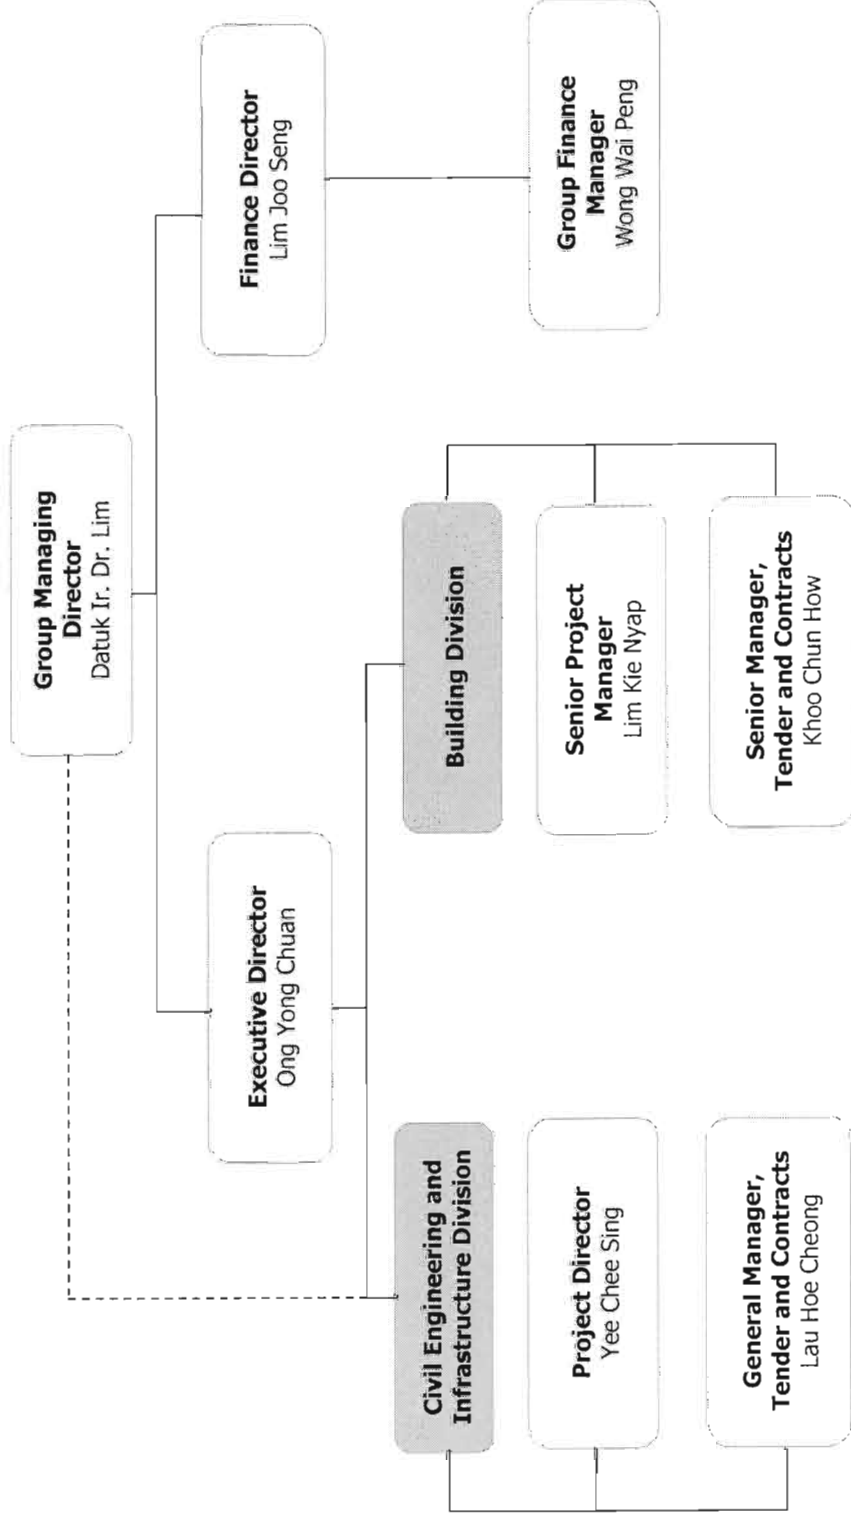 Group Managing
Director
Datuk Ir. Dr. Lim
Executive Director
Ong Yong Chuan
Finance Director
Lim Joo Seng
Civil Engineering and
Infrastructure Division
Building Division
Group Finance
Manager
Wong Wai Peng
Project Director
Yee Chee Sing
Senior Project
Manager
Lim Kie Nyap
General Manager,
Tender and Contracts
Lau Hoe Cheong
Senior Manager,
Tender and Contracts
Khoo Chun How